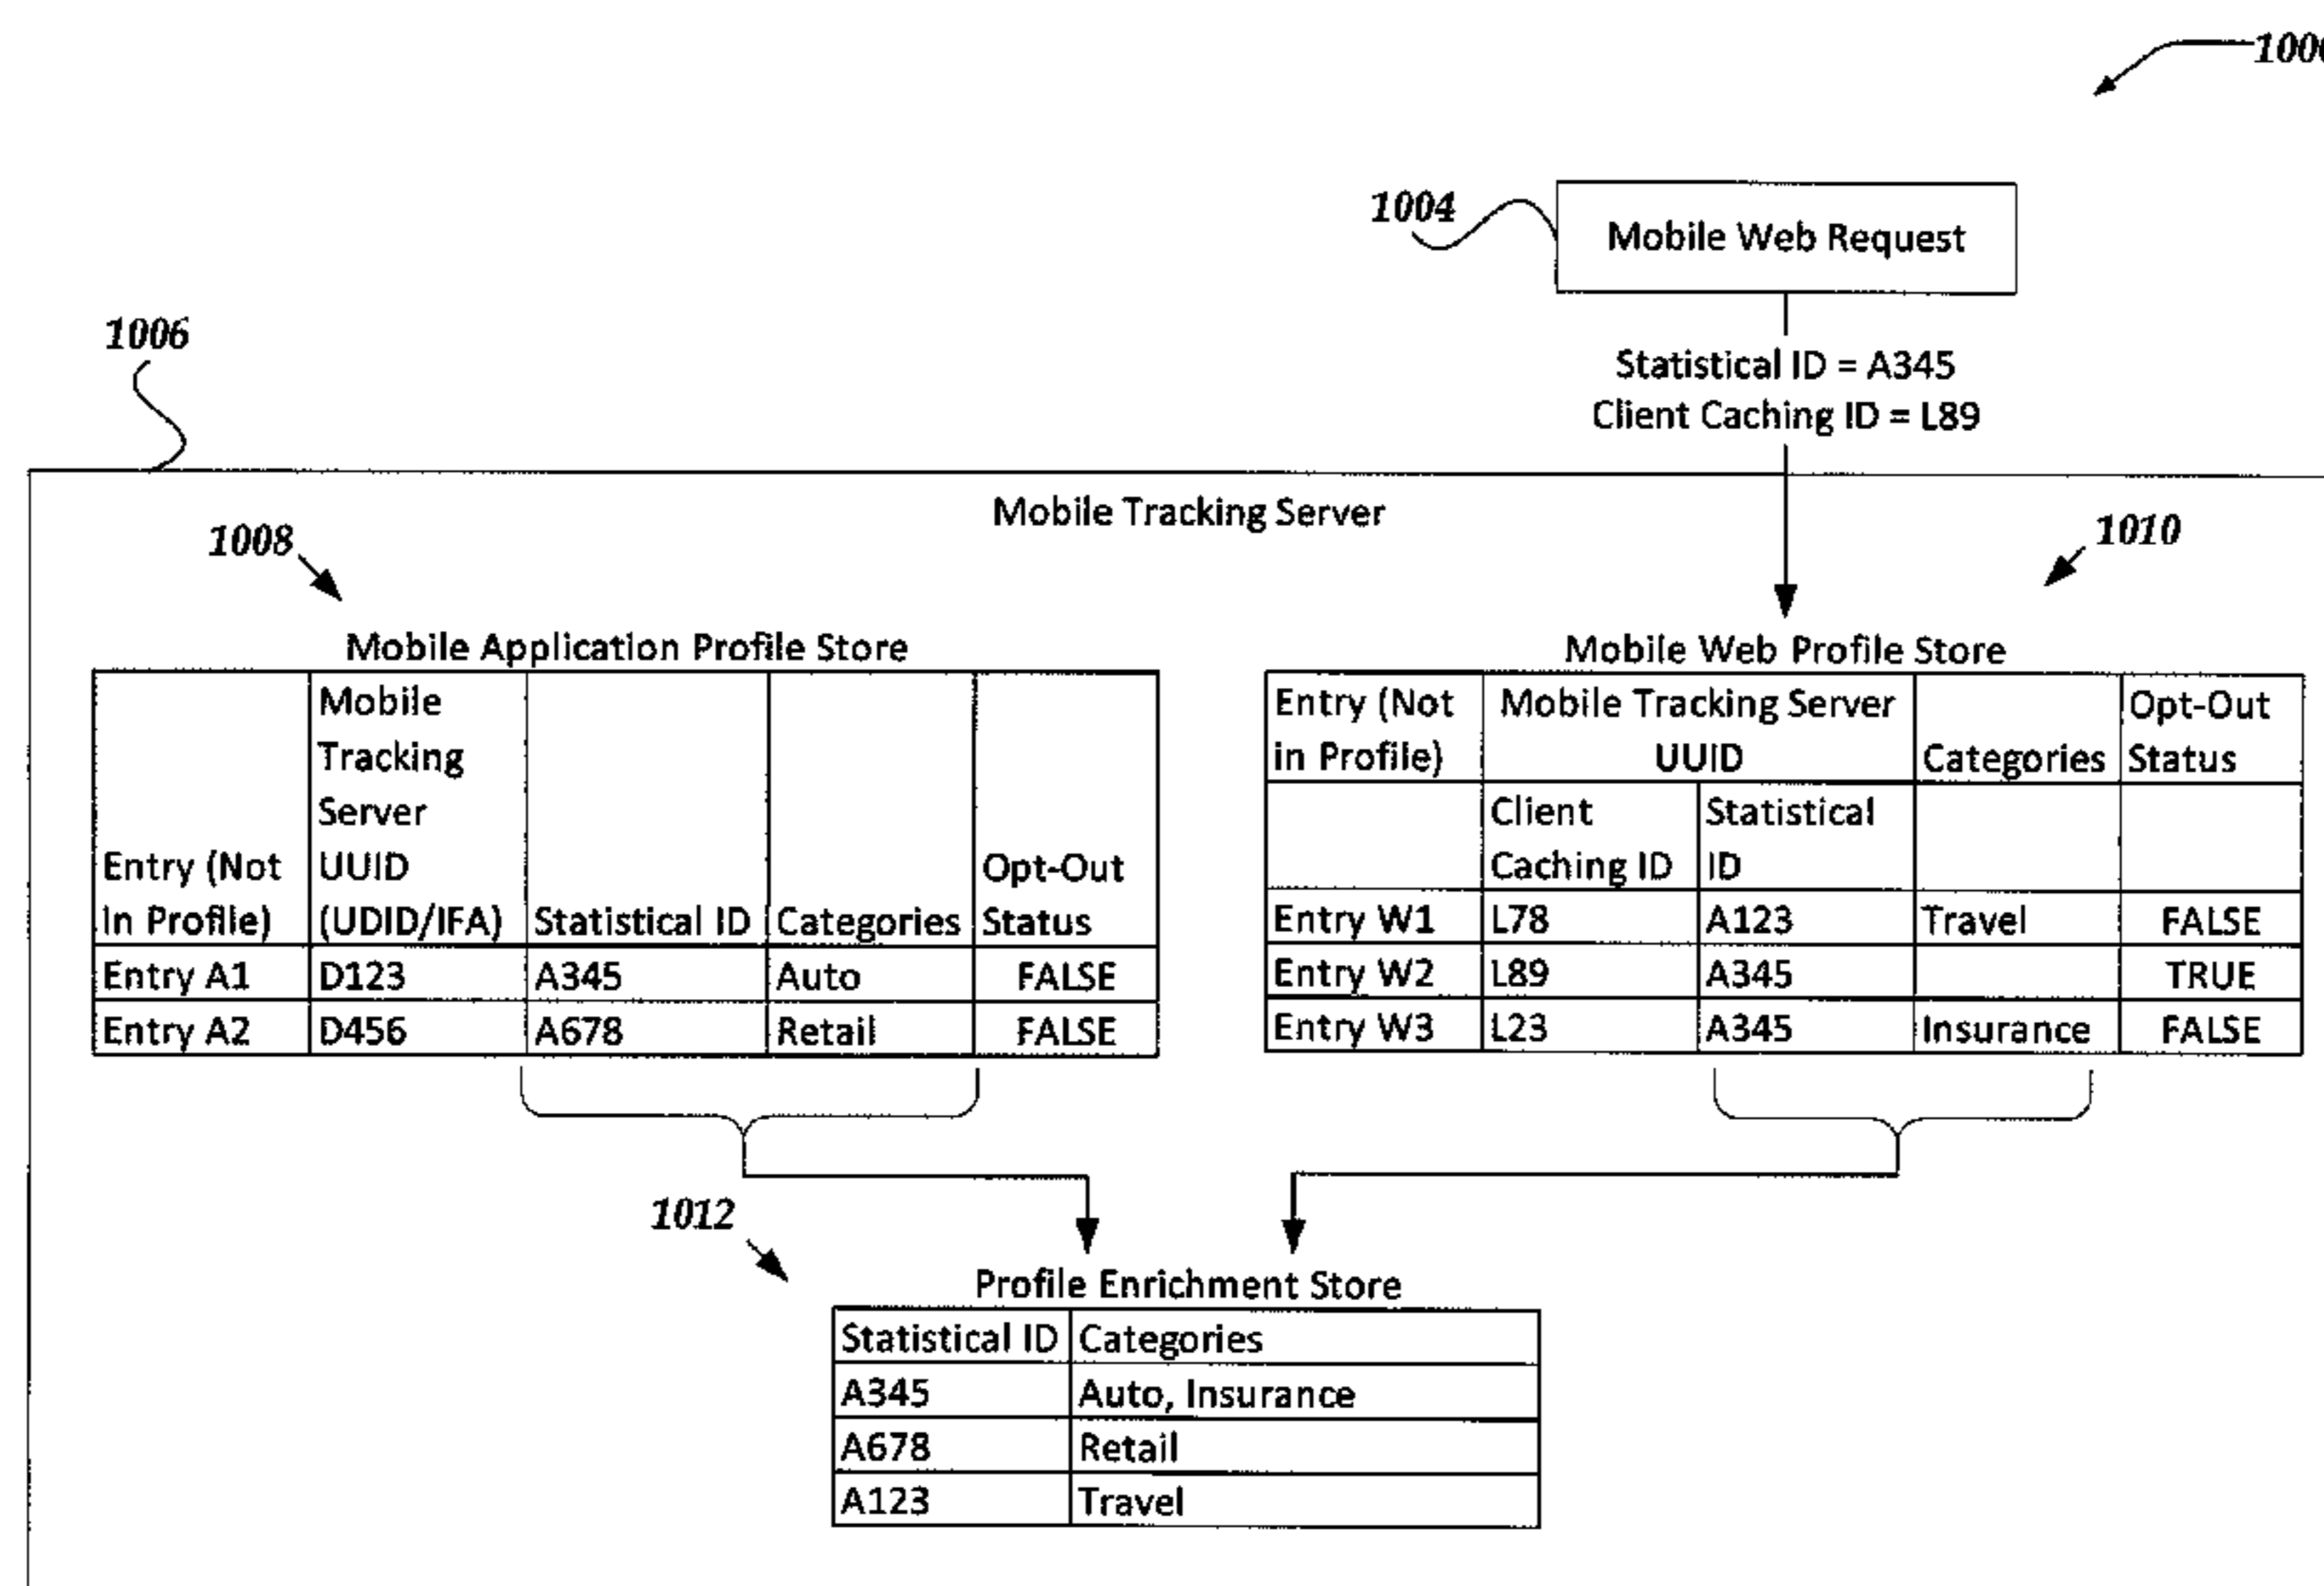 1000
1004
Mobile Web Request
Statistical ID = A345
Client Caching ID = L89
1006
Mobile Tracking Server
1008
1010
Mobile Application Profile Store
Entry (Not In Profile) Mobile Tracking Server UUID (UDID/IFA) Statistical ID Categories Opt-Out Status
Entry A1 D123 A345 Auto FALSE
Entry A2 D456 A678 Retail FALSE
Mobile Web Profile Store
Entry (Not in Profile) Mobile Tracking Server UUID Categories Opt-Out Status
Client Caching ID Statistical ID
Entry W1 L78 A123 Travel FALSE
Entry W2 L89 A345 TRUE
Entry W3 L23 A345 Insurance FALSE
1012
Profile Enrichment Store
Statistical ID Categories
A345 Auto, Insurance
A678 Retail
A123 Travel